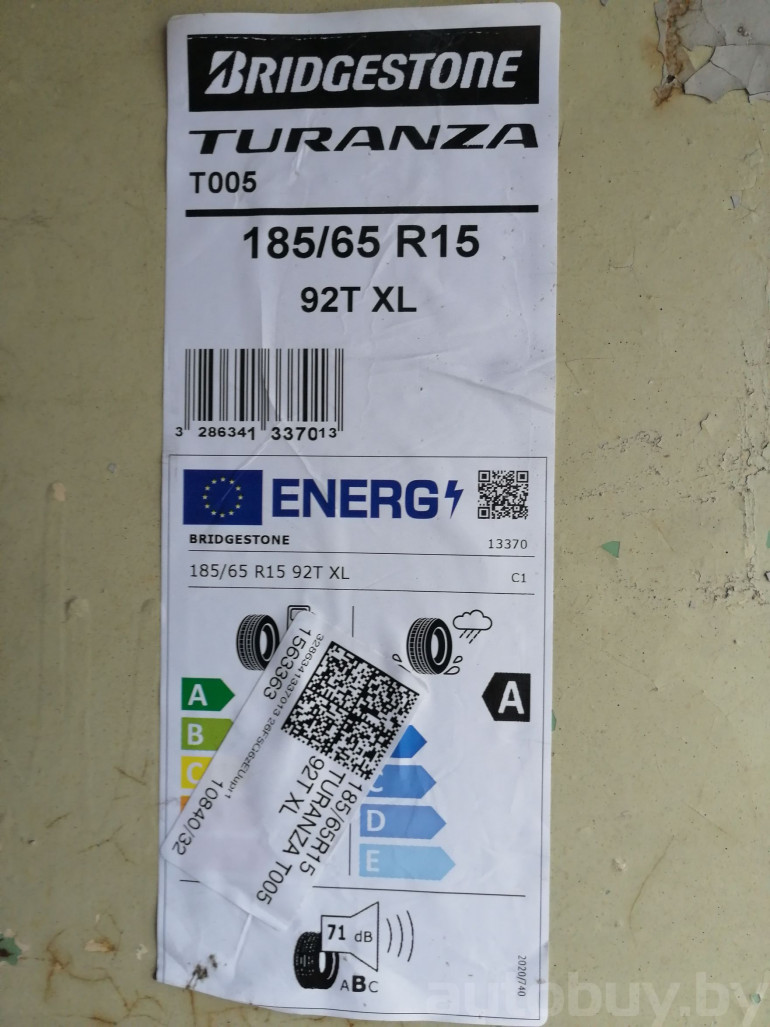 BRIDGESTONE
TURANZA
T005
185/65 R15
92T XL
3 286341 337013
ENERG
BRIDGESTONE
13370
185/65 R15 92T XL
C1
A
B
C
A
C
D
E
1563363
185/65R15
TURANZA T005
92T XL
10840/32
71 dB
ABC
2020/740
autobuy.by